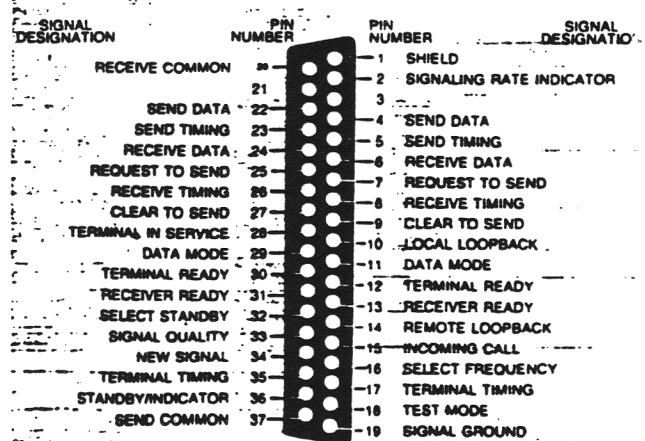 SIGNAL DESIGNATION
PIN NUMBER
RECEIVE COMMON 20
21
SEND DATA 22
SEND TIMING 23
RECEIVE DATA 24
REQUEST TO SEND 25
RECEIVE TIMING 26
CLEAR TO SEND 27
TERMINAL IN SERVICE 28
DATA MODE 29
TERMINAL READY 30
RECEIVER READY 31
SELECT STANDBY 32
SIGNAL QUALITY 33
NEW SIGNAL 34
TERMINAL TIMING 35
STANDBY/INDICATOR 36
SEND COMMON 37
PIN NUMBER
SIGNAL DESIGNATIO
1 SHIELD
2 SIGNALING RATE INDICATOR
3
4 SEND DATA
5 SEND TIMING
6 RECEIVE DATA
7 REQUEST TO SEND
8 RECEIVE TIMING
9 CLEAR TO SEND
10 LOCAL LOOPBACK
11 DATA MODE
12 TERMINAL READY
13 RECEIVER READY
14 REMOTE LOOPBACK
15 INCOMING CALL
16 SELECT FREQUENCY
17 TERMINAL TIMING
18 TEST MODE
19 SIGNAL GROUND